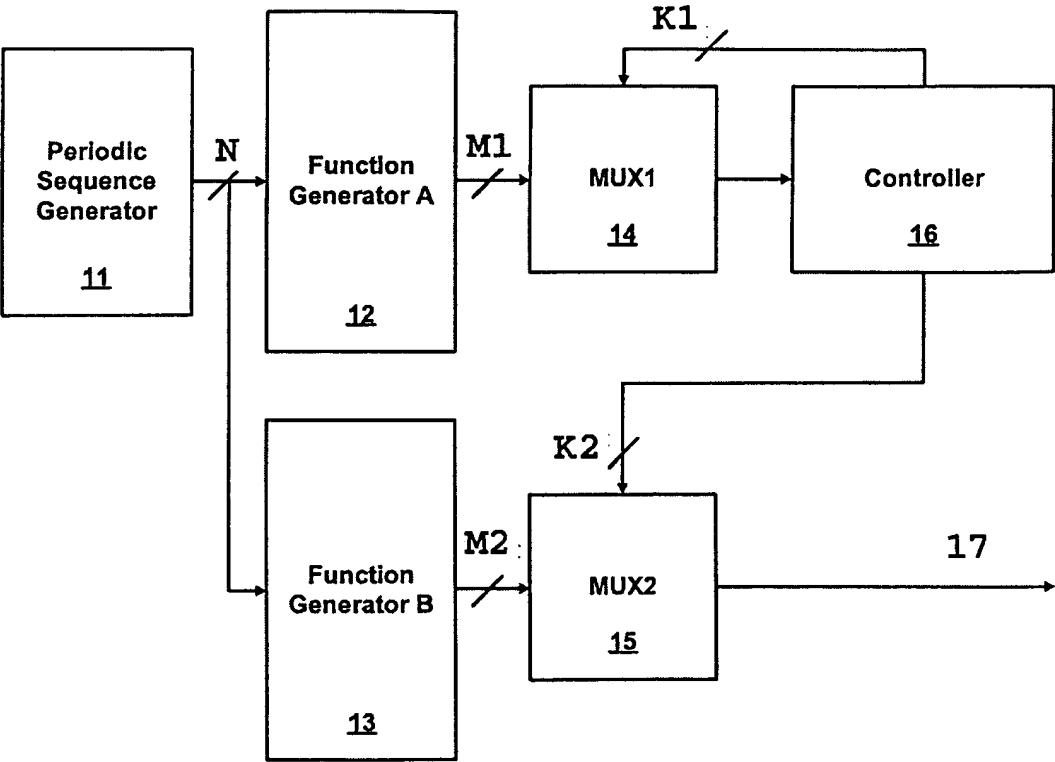 K1
Periodic
Sequence
Generator
11
N
Function
Generator A
12
M1
MUX1
14
Controller
16
K2
Function
Generator B
13
M2
MUX2
15
17